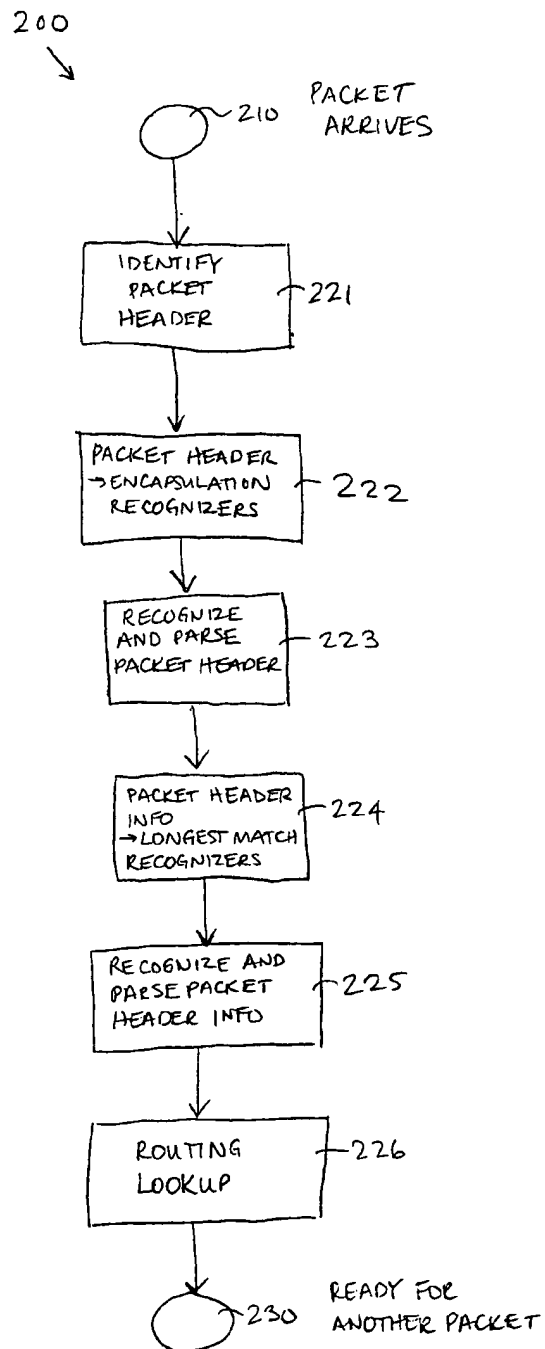 200
210
PACKET
ARRIVES
IDENTIFY
PACKET
HEADER
221
PACKET HEADER
→ ENCAPSULATION
RECOGNIZERS
222
RECOGNIZE
AND PARSE
PACKET HEADER
223
PACKET HEADER
INFO
→ LONGEST MATCH
RECOGNIZERS
224
RECOGNIZE AND
PARSE PACKET
HEADER INFO
225
ROUTING
LOOKUP
226
230
READY FOR
ANOTHER PACKET